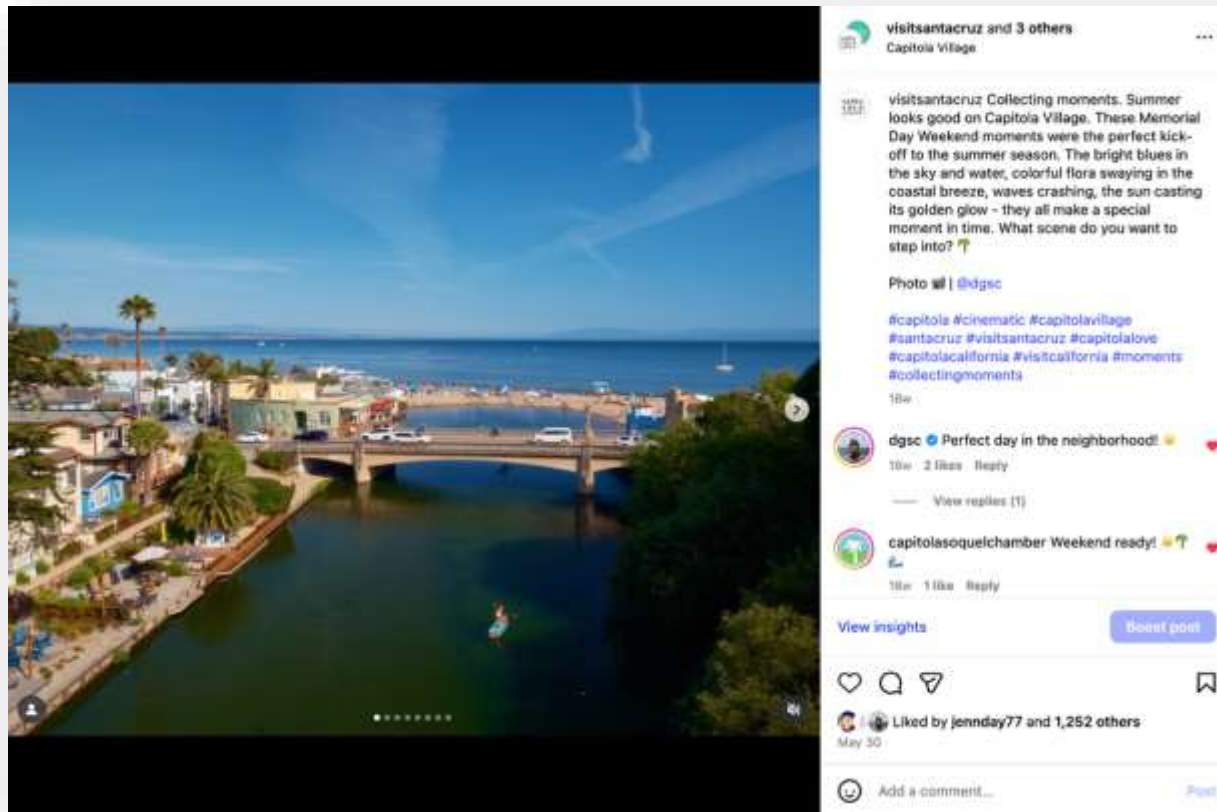 visitsantacruz and 3 others
Capitola Village
visitsantacruz Collecting moments. Summer
looks good on Capitola Village. These Memorial
Day Weekend moments were the perfect kick-
off to the summer season. The bright blues in
the sky and water, colorful flora swaying in the
coastal breeze, waves crashing, the sun casting
its golden glow – they all make a special
moment in time. What scene do you want to
step into? 🌴
Photo 📸 | @dgsc
#capitola #cinematic #capitolavillage
#santacruz #visitsantacruz #capitolalove
#capitolacalifornia #visitcalifornia #moments
#collectingmoments
18w
dgsc Perfect day in the neighborhood!
18w 2 likes Reply
View replies (1)
capitolasoquelchamber Weekend ready! 🌴
18w 1 like Reply
View insights
Boost post
Liked by jennday77 and 1,252 others
May 30
Add a comment...
Post